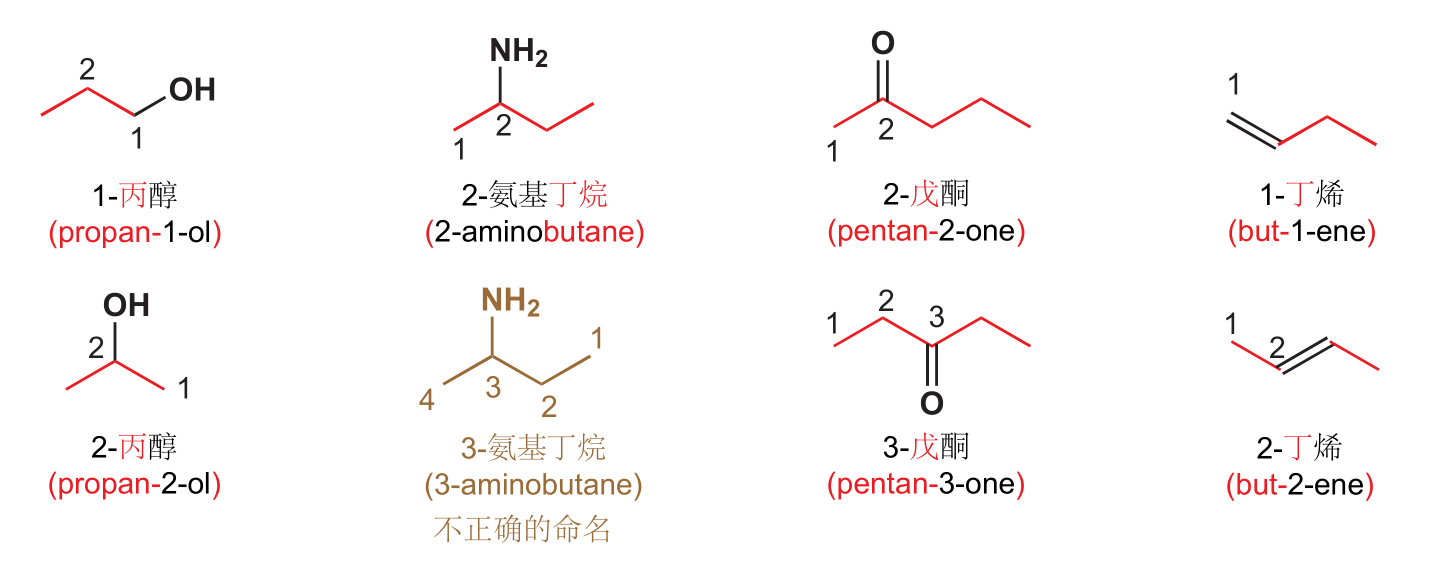 2
OH
1
1-丙醇
(propan-1-ol)
NH2
2
1
2-氨基丁烷
(2-aminobutane)
O
2
1
2-戊酮
(pentan-2-one)
1
1-丁烯
(but-1-ene)
OH
2
1
2-丙醇
(propan-2-ol)
NH2
1
4
3
2
3-氨基丁烷
(3-aminobutane)
不正确的命名
2
1
3
O
3-戊酮
(pentan-3-one)
1
2
2-丁烯
(but-2-ene)